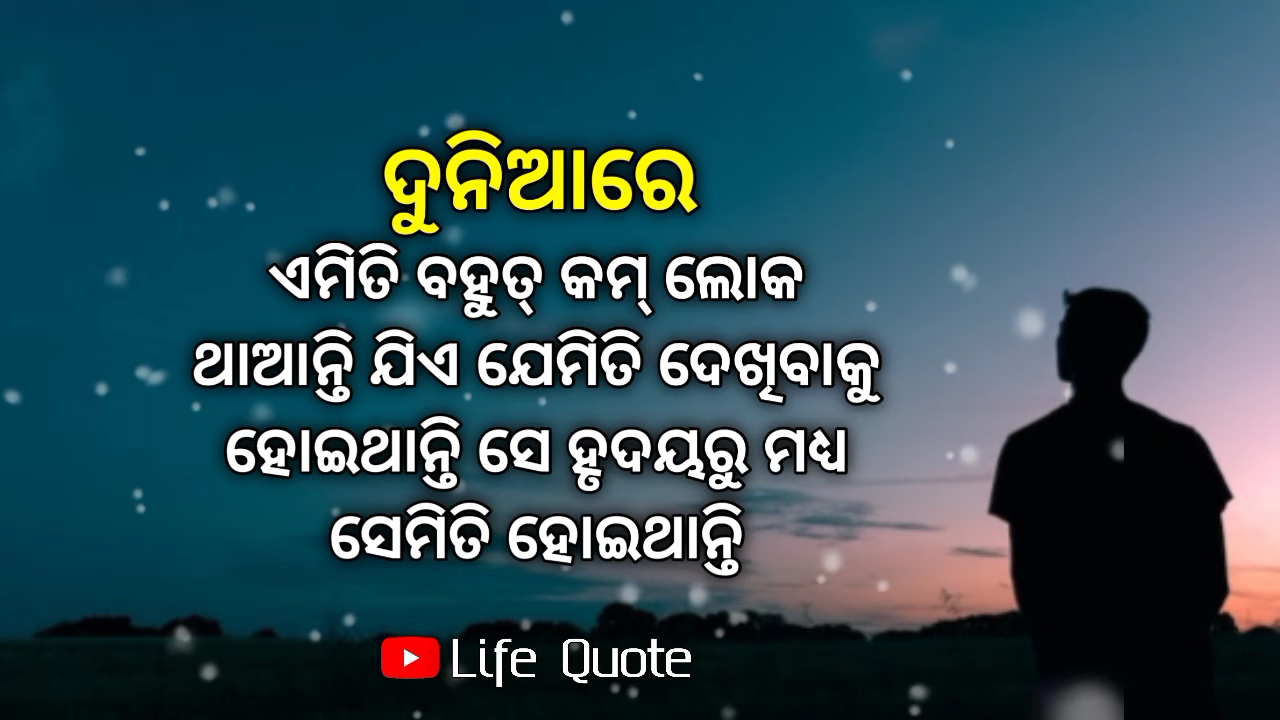 ଦୁନିଆରେ
ଏମିତି ବହୁତ୍ କମ୍ ଲୋକ
ଥାଆନ୍ତି ଯିଏ ଯେମିତି ଦେଖିବାକୁ
ହୋଇଥାନ୍ତି ସେ ହୃଦୟରୁ ମଧ୍ୟ
ସେମିତି ହୋଇଥାନ୍ତି
Life Quote